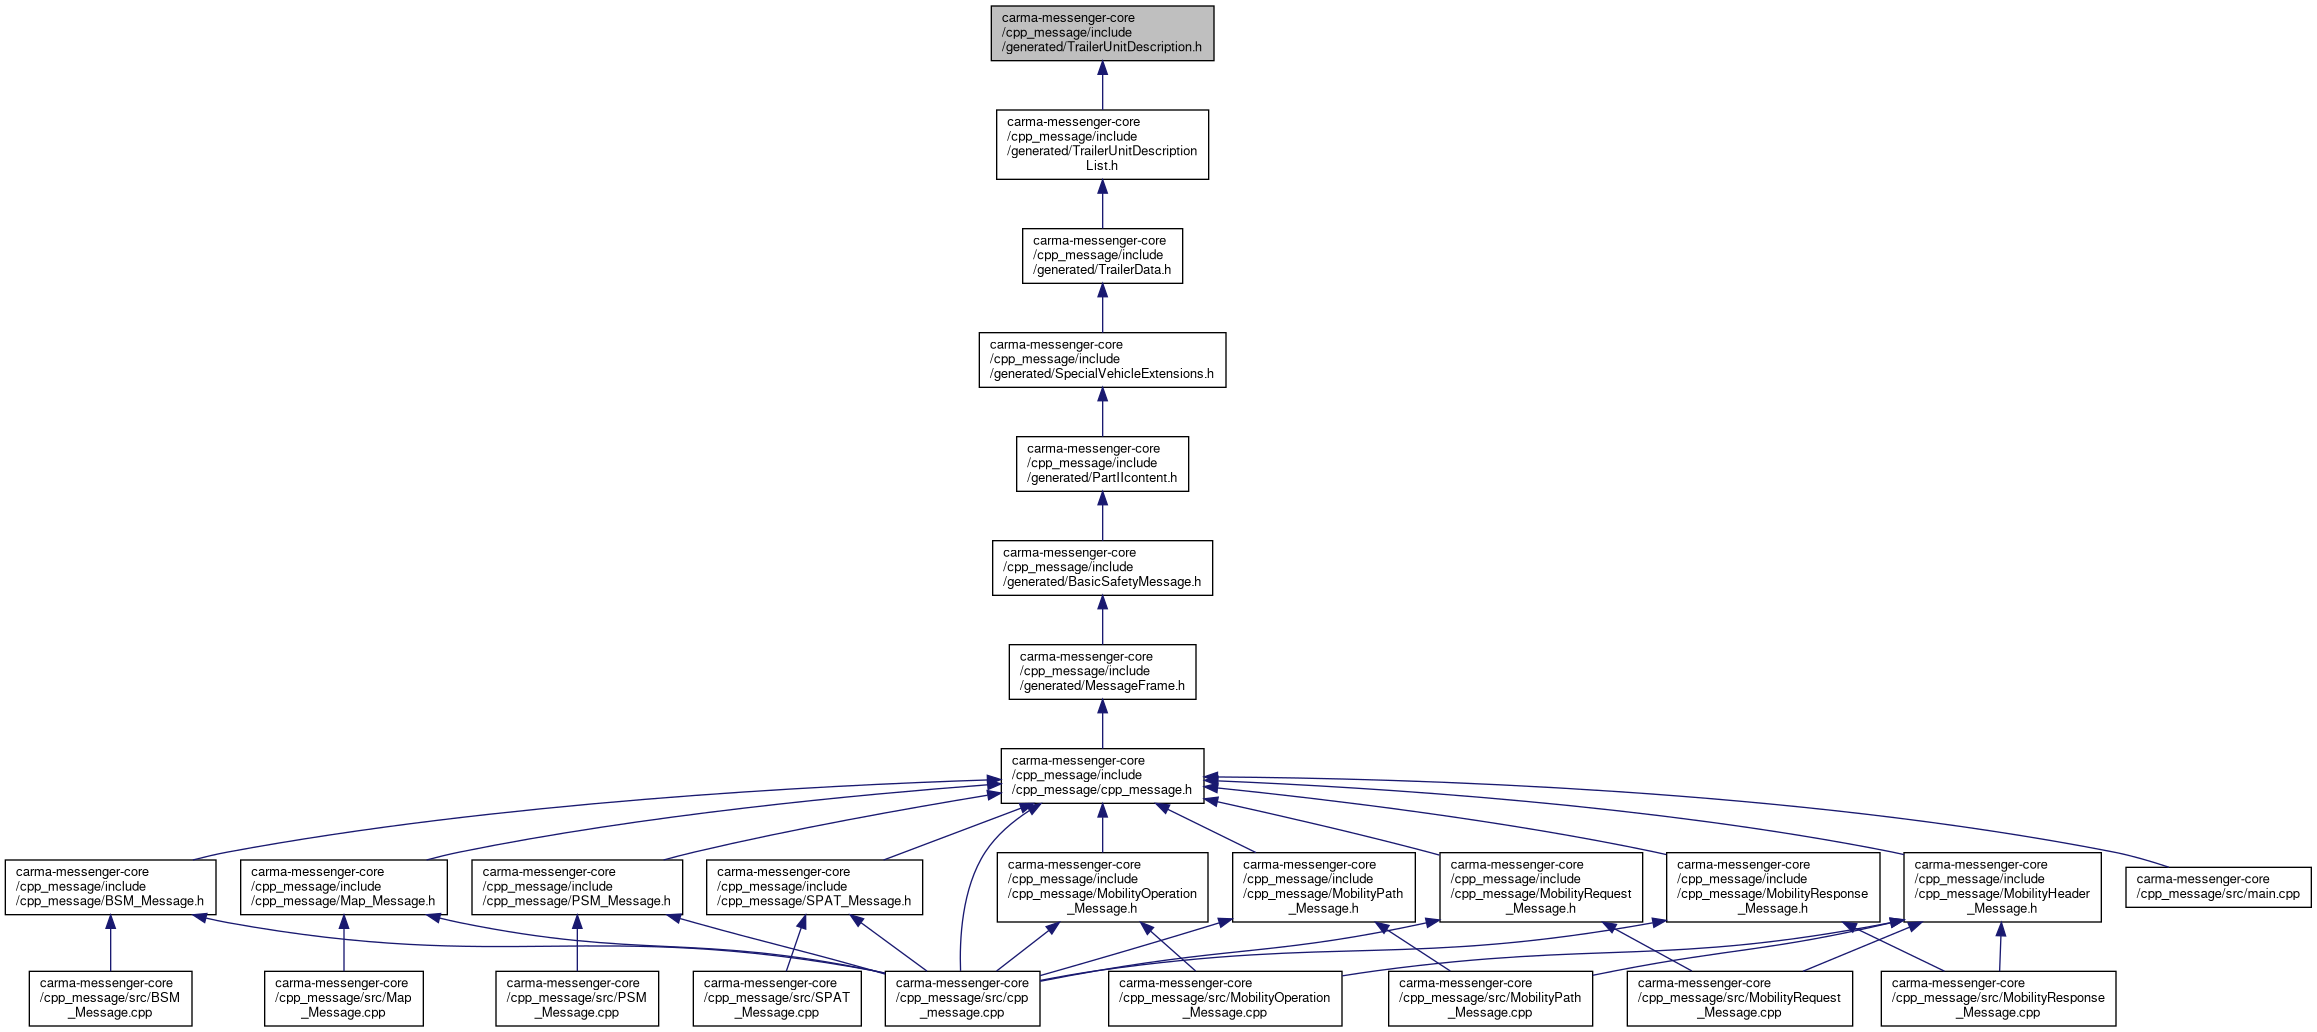 carma-messenger-core
/cpp_message/include
/generated/TrailerUnitDescription.h
carma-messenger-core
/cpp_message/include
/generated/TrailerUnitDescription
List.h
carma-messenger-core
/cpp_message/include
/generated/TrailerData.h
carma-messenger-core
/cpp_message/include
/generated/SpecialVehicleExtensions.h
carma-messenger-core
/cpp_message/include
/generated/PartIIcontent.h
carma-messenger-core
/cpp_message/include
/generated/BasicSafetyMessage.h
carma-messenger-core
/cpp_message/include
/generated/MessageFrame.h
carma-messenger-core
/cpp_message/include
/cpp_message/cpp_message.h
carma-messenger-core
/cpp_message/include
/cpp_message/BSM_Message.h
carma-messenger-core
/cpp_message/include
/cpp_message/Map_Message.h
carma-messenger-core
/cpp_message/include
/cpp_message/PSM_Message.h
carma-messenger-core
/cpp_message/include
/cpp_message/SPAT_Message.h
carma-messenger-core
/cpp_message/include
/cpp_message/MobilityOperation
_Message.h
carma-messenger-core
/cpp_message/include
/cpp_message/MobilityPath
_Message.h
carma-messenger-core
/cpp_message/include
/cpp_message/MobilityRequest
_Message.h
carma-messenger-core
/cpp_message/include
/cpp_message/MobilityResponse
_Message.h
carma-messenger-core
/cpp_message/include
/cpp_message/MobilityHeader
_Message.h
carma-messenger-core
/cpp_message/src/main.cpp
carma-messenger-core
/cpp_message/src/BSM
_Message.cpp
carma-messenger-core
/cpp_message/src/Map
_Message.cpp
carma-messenger-core
/cpp_message/src/PSM
_Message.cpp
carma-messenger-core
/cpp_message/src/SPAT
_Message.cpp
carma-messenger-core
/cpp_message/src/cpp
_message.cpp
carma-messenger-core
/cpp_message/src/MobilityOperation
_Message.cpp
carma-messenger-core
/cpp_message/src/MobilityPath
_Message.cpp
carma-messenger-core
/cpp_message/src/MobilityRequest
_Message.cpp
carma-messenger-core
/cpp_message/src/MobilityResponse
_Message.cpp